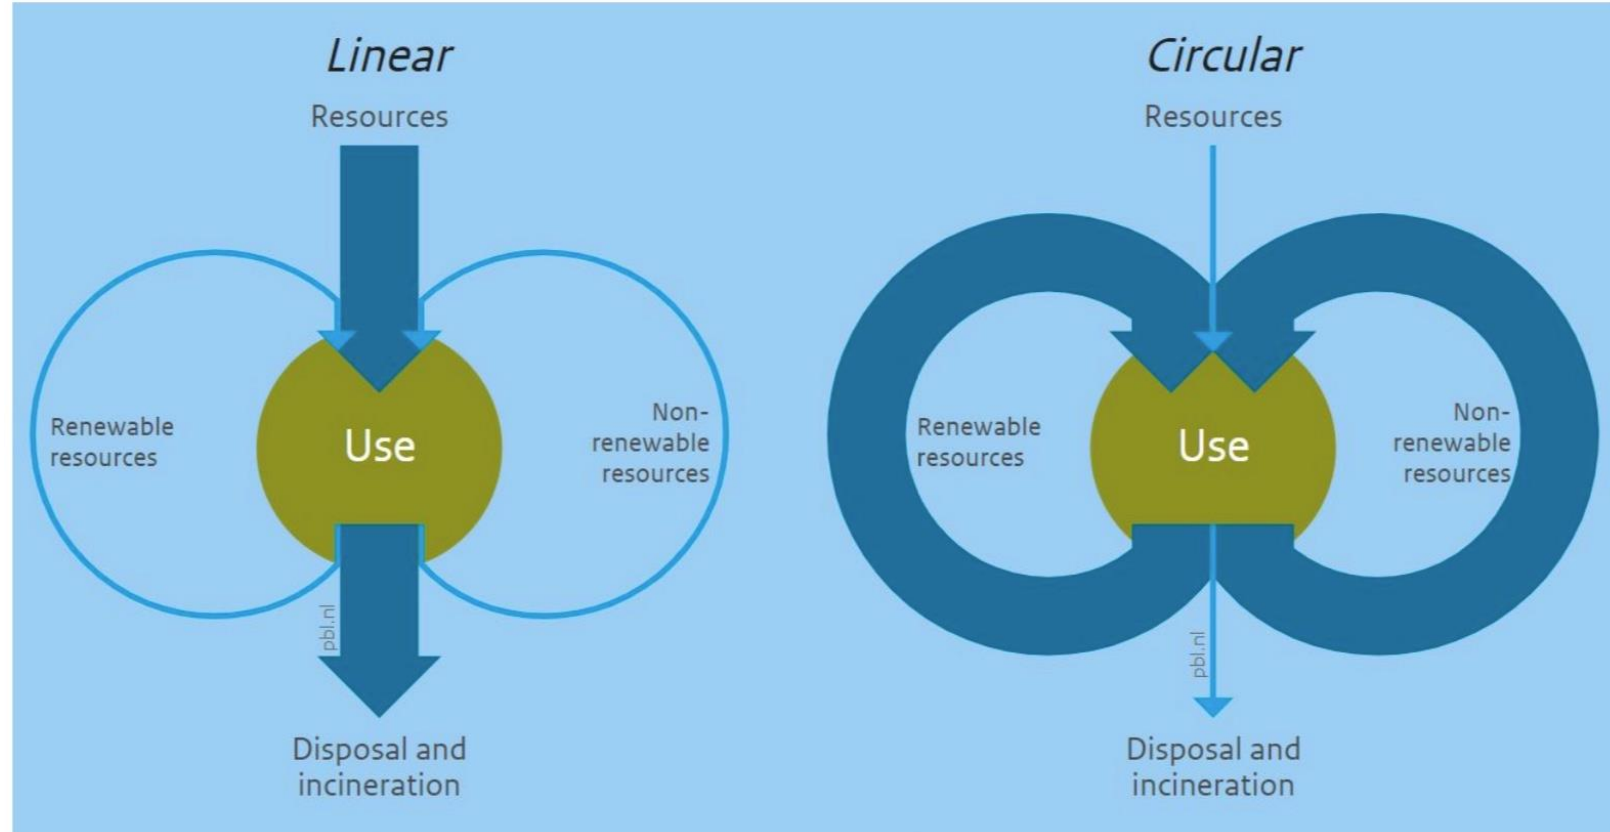 Linear
Resources
Renewable
resources
Use
Non-
renewable
resources
pbl.nl
Disposal and
incineration
Circular
Resources
Renewable
resources
Use
Non-
renewable
resources
pbl.nl
Disposal and
incineration